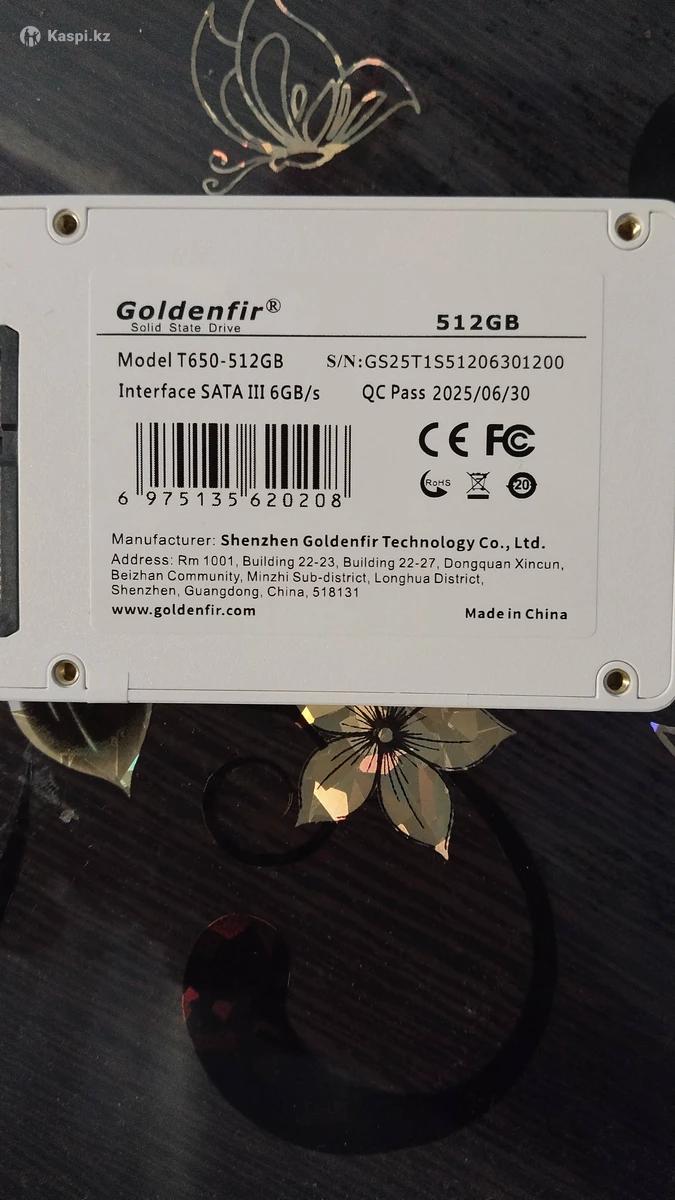 Kaspi.kz
Goldenfir®
Solid State Drive
512GB
Model T650-512GB S/N:GS25T1S51206301200
Interface SATA III 6GB/s QC Pass 2025/06/30
CE FC
RoHS 20
6 975135 620208
Manufacturer: Shenzhen Goldenfir Technology Co., Ltd.
Address: Rm 1001, Building 22-23, Building 22-27, Dongquan Xincun,
Beizhan Community, Minzhi Sub-district, Longhua District,
Shenzhen, Guangdong, China, 518131
www.goldenfir.com Made in China